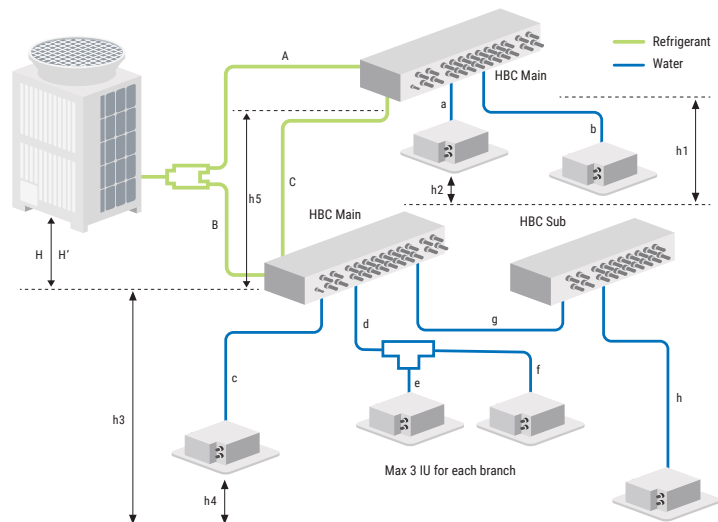 A
HBC Main
Refrigerant
Water
a
b
h1
h5
C
h2
B
HBC Main
HBC Sub
H
H'
d
g
c
e
f
h
h3
Max 3 IU for each branch
h4